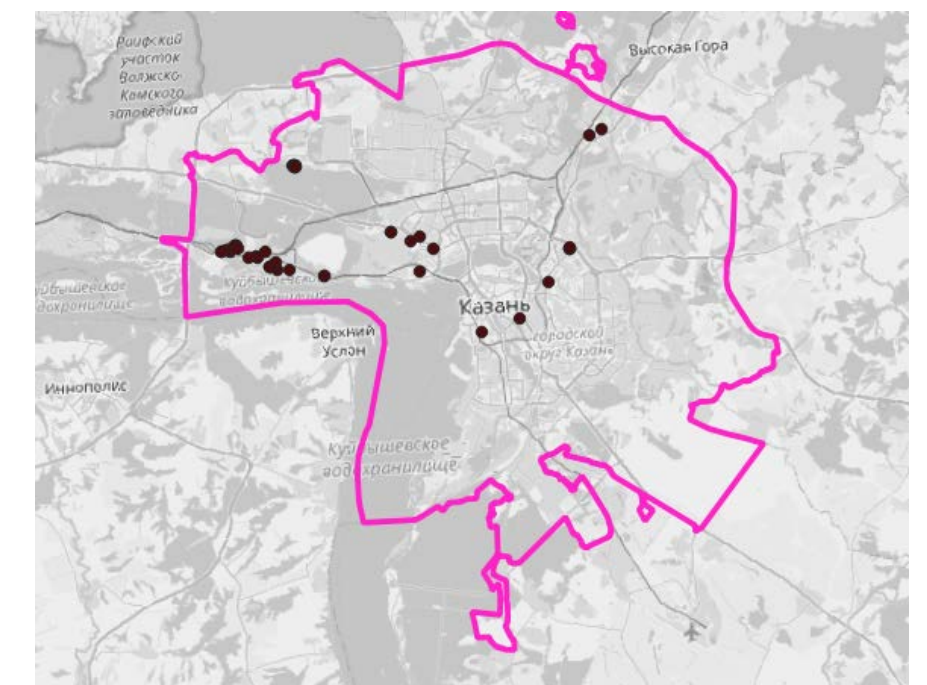 Раифский
участок
Волжско-
Камского
заповедника
Высокая Гора
Куйбышевское
водохранилище
Казань
городской
округ Казань
Верхний
Услон
Иннополис
Куйбышевское
водохранилище